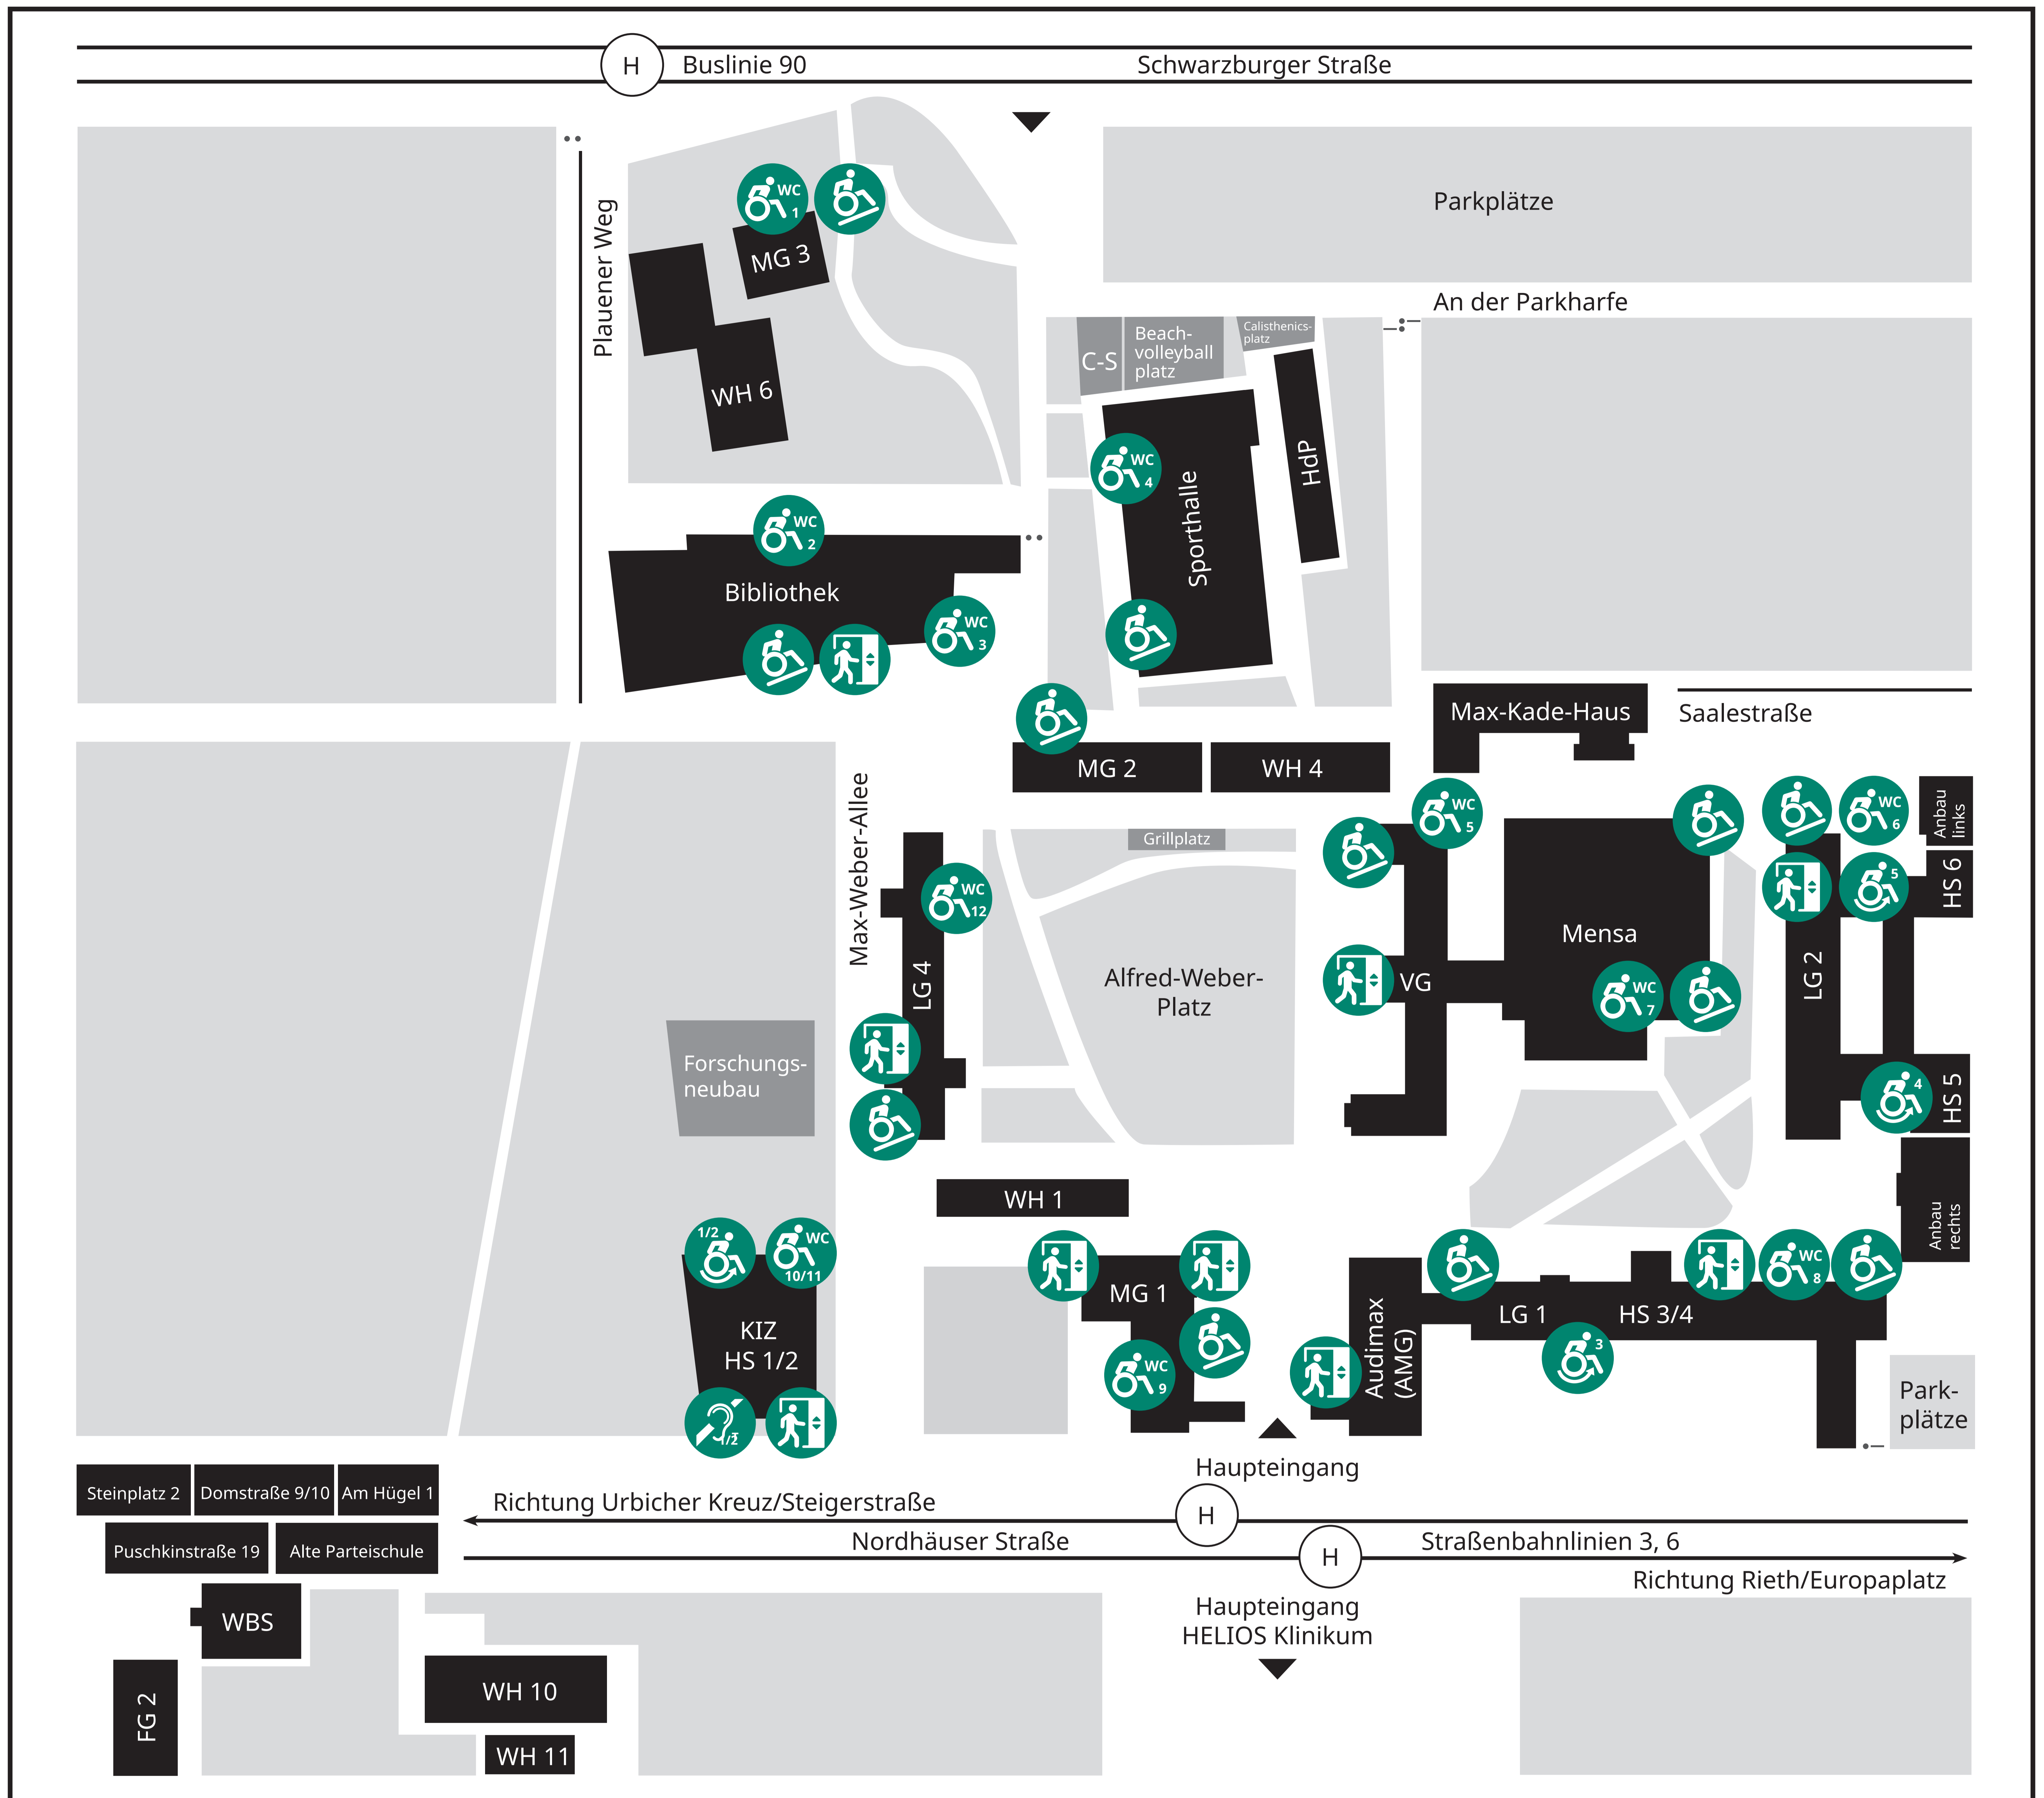 H
Buslinie 90
Schwarzburger Straße
Plauener Weg
WC
1
MG 3
WH 6
Parkplätze
An der Parkharfe
C-S
Beach-
volleyball
platz
Calisthenics-
platz
HdP
WC
4
Sporthalle
WC
2
Bibliothek
WC
3
Max-Kade-Haus
Saalestraße
MG 2
WH 4
Max-Weber-Allee
Grillplatz
WC
5
WC
6
Anbau
links
5
HS 6
WC
12
LG 4
Alfred-Weber-
Platz
VG
Mensa
WC
7
LG 2
Forschungs-
neubau
4
HS 5
WH 1
Anbau
rechts
1/2
WC
10/11
KIZ
HS 1/2
1/2
MG 1
WC
9
Audimax
(AMG)
LG 1
HS 3/4
3
WC
8
Park-
plätze
Haupteingang
Steinplatz 2
Domstraße 9/10
Am Hügel 1
Puschkinstraße 19
Alte Parteischule
Richtung Urbicher Kreuz/Steigerstraße
H
Nordhäuser Straße
H
Straßenbahnlinien 3, 6
Richtung Rieth/Europaplatz
Haupteingang
HELIOS Klinikum
WBS
FG 2
WH 10
WH 11